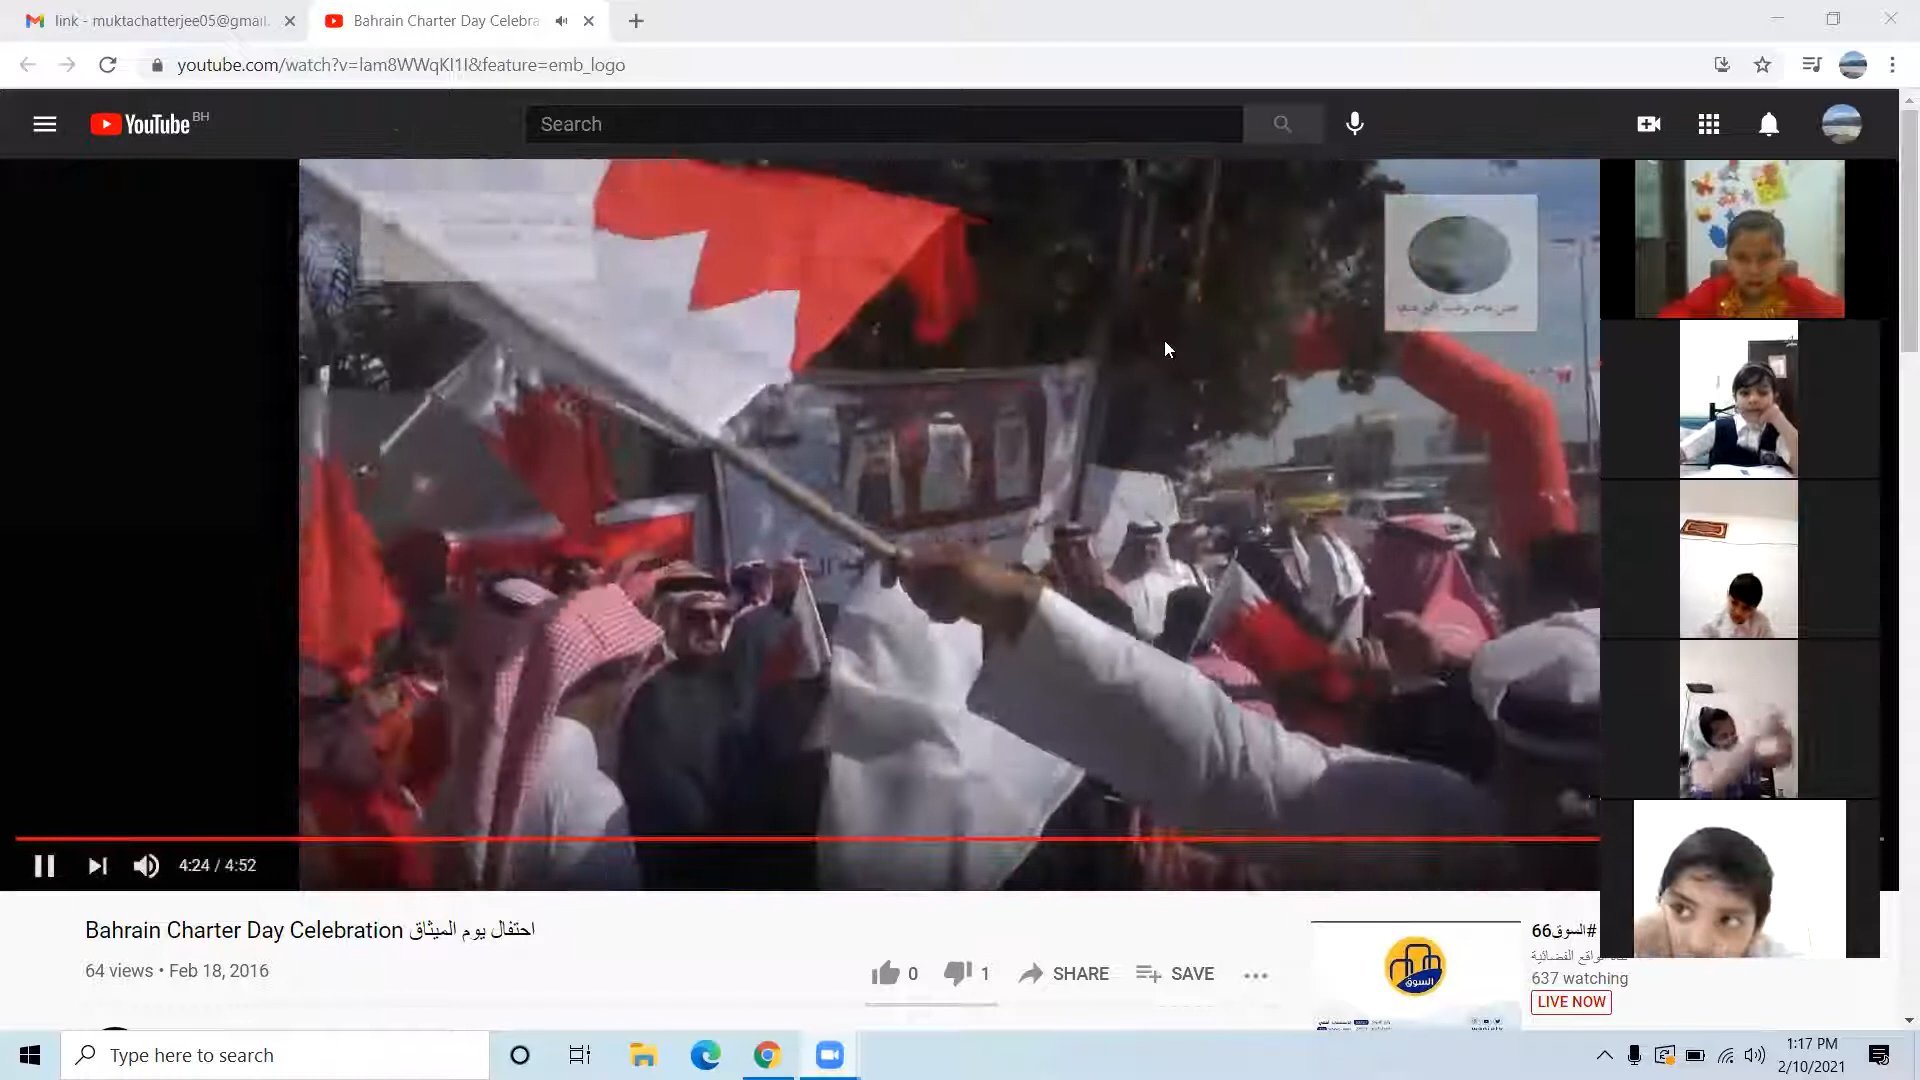 link - muktachatterjee05@gmail.
Bahrain Charter Day Celebra
youtube.com/watch?v=lam8WWqKl1I&feature=emb_logo
YouTube BH
Search
4:24 / 4:52
Bahrain Charter Day Celebration احتفال يوم الميثاق
64 views • Feb 18, 2016
0
1
SHARE
SAVE
السوق
#السوق66
637 watching
LIVE NOW
Type here to search
1:17 PM
2/10/2021